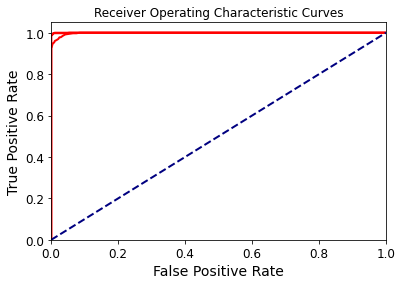 Receiver Operating Characteristic Curves
True Positive Rate
1.0
0.8
0.6
0.4
0.2
0.0
0.0 0.2 0.4 0.6 0.8 1.0
False Positive Rate